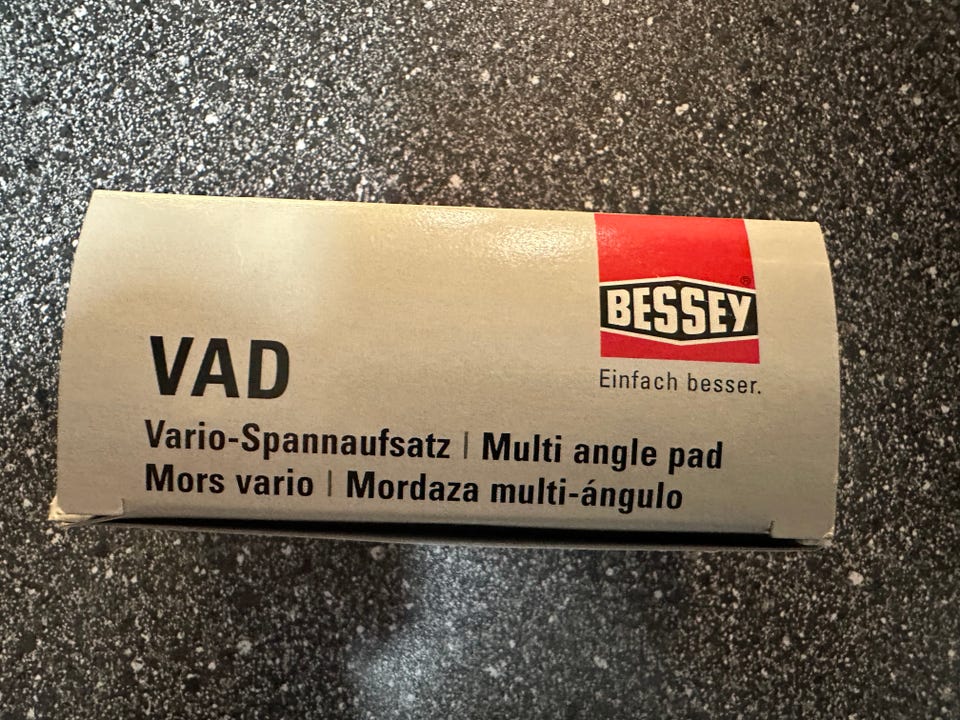 BESSEY®
Einfach besser.
VAD
Vario-Spannaufsatz | Multi angle pad
Mors vario | Mordaza multi-ángulo